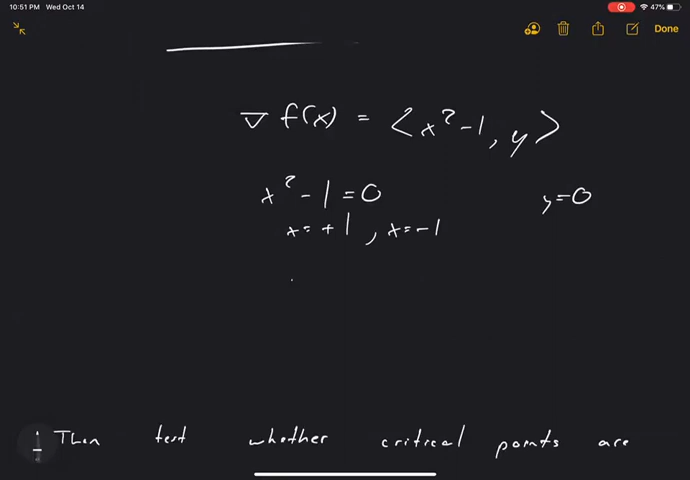 10:51 PM Wed Oct 14
47%
Done
∇ f(x) = <x²-1, y>
x²-1=0 y=0
x=+1, x=-1
Then test whether critical points are